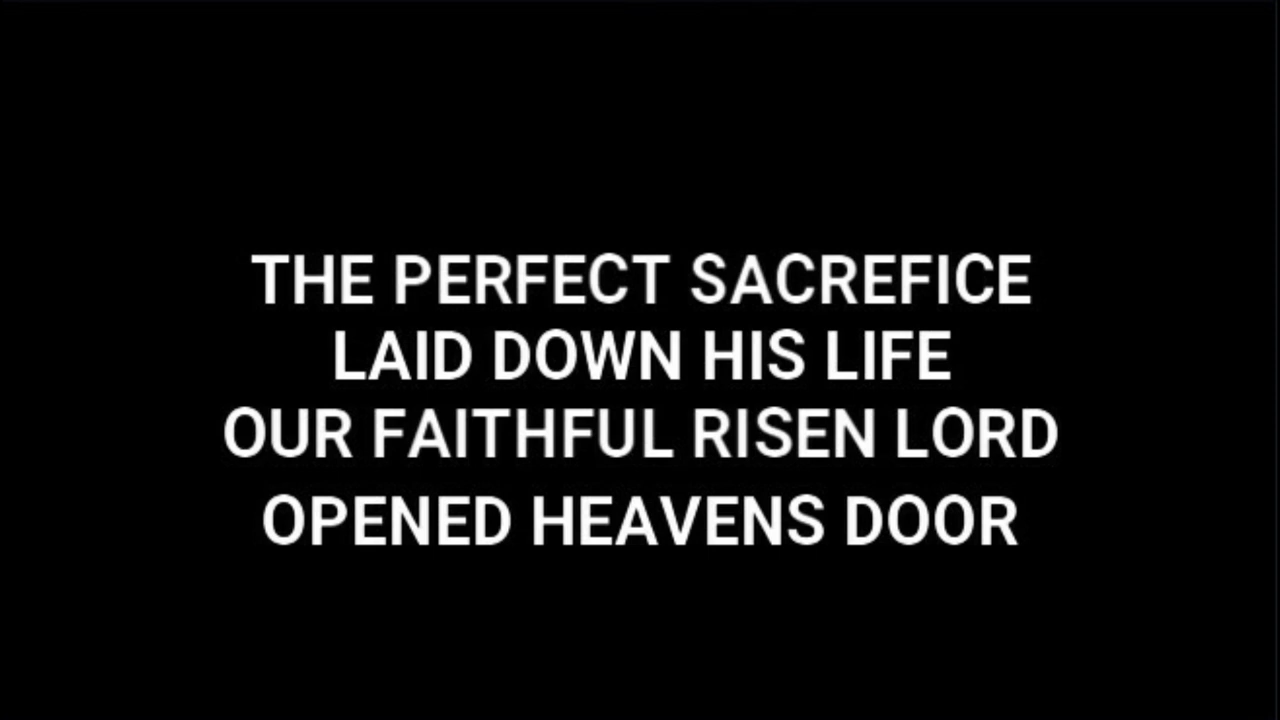 THE PERFECT SACREFICE
LAID DOWN HIS LIFE
OUR FAITHFUL RISEN LORD
OPENED HEAVENS DOOR